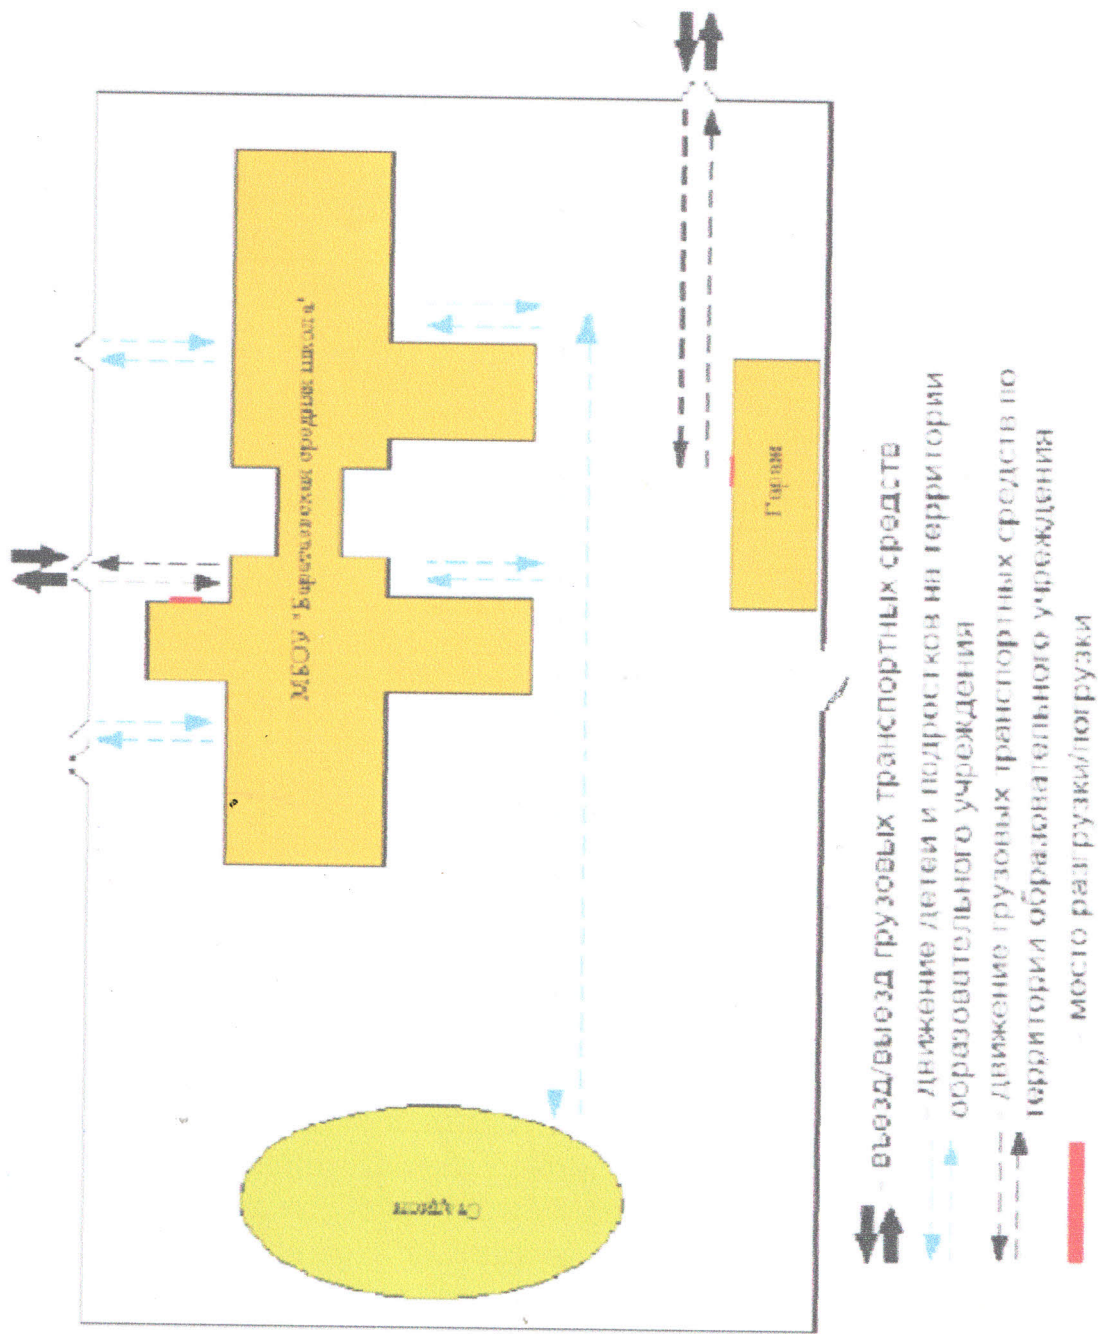 МБОУ " средняя школа"
Гараж
Стадион
- въезд/выезд грузовых транспортных средств
- движение детей и подростков на территории
образовательного учреждения
- движение грузовых транспортных средств по
территории образовательного учреждения
- место разгрузки/погрузки